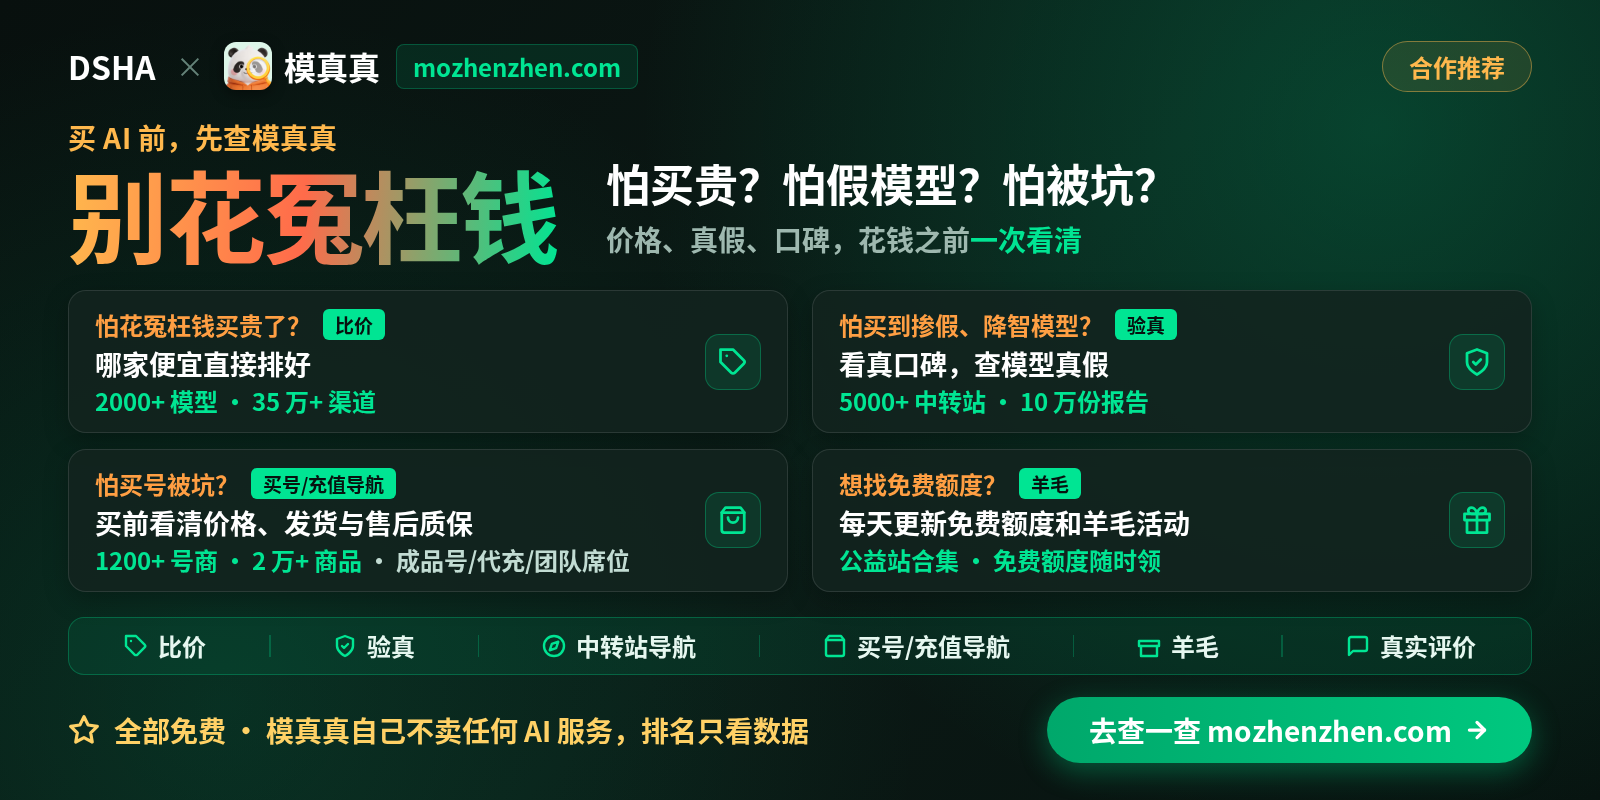 DSHA × 模真真 mozhenzhen.com 合作推荐
买 AI 前，先查模真真
别花冤枉钱
怕买贵？怕假模型？怕被坑？
价格、真假、口碑，花钱之前一次看清
怕花冤枉钱买贵了？ 比价
哪家便宜直接排好
2000+ 模型 · 35 万+ 渠道
怕买到掺假、降智模型？ 验真
看真口碑，查模型真假
5000+ 中转站 · 10 万份报告
怕买号被坑？ 买号/充值导航
买前看清价格、发货与售后质保
1200+ 号商 · 2 万+ 商品 · 成品号/代充/团队席位
想找免费额度？ 羊毛
每天更新免费额度和羊毛活动
公益站合集 · 免费额度随时领
比价 验真 中转站导航 买号/充值导航 羊毛 真实评价
全部免费 · 模真真自己不卖任何 AI 服务，排名只看数据
去查一查 mozhenzhen.com →